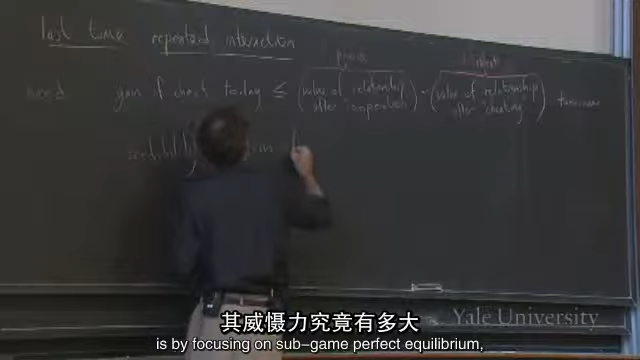 last time repeated interaction
promise
need gain if cheat today ≤ (value of relationship after cooperation) - (value of relationship after cheating) tomorrow
Yale University
其威慑力究竟有多大
is by focusing on sub-game perfect equilibrium,